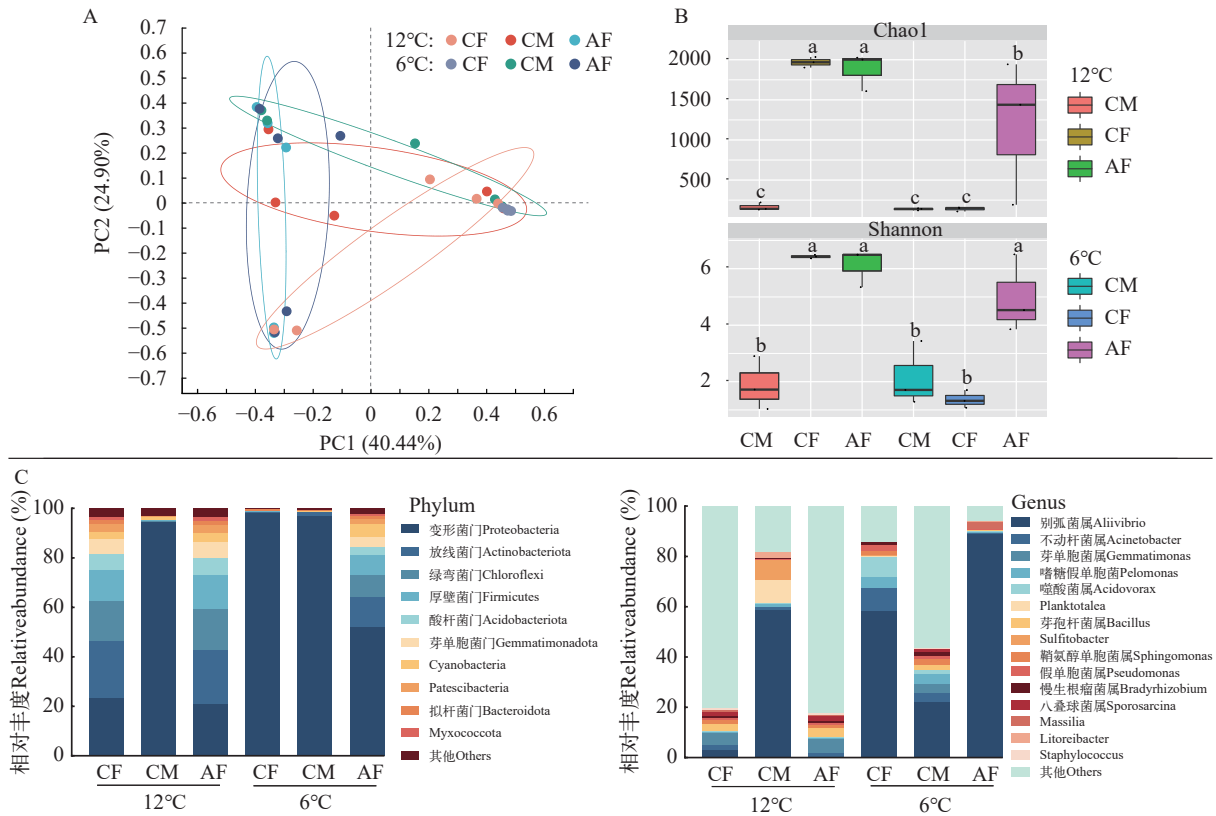 A
12℃: CF CM AF
6℃: CF CM AF
0.7
0.6
0.5
0.4
0.3
0.2
0.1
0
−0.1
−0.2
−0.3
−0.4
−0.5
−0.6
−0.7
PC2 (24.90%)
−0.6 −0.4 −0.2 0 0.2 0.4 0.6
PC1 (40.44%)
B
Chao1
2000
1500
1000
500
c a a c c b
Shannon
6
4
2
b a a b b a
CM CF AF CM CF AF
12℃
CM
CF
AF
6℃
CM
CF
AF
C
相对丰度Relativeabundance (%)
100
80
60
40
20
0
CF CM AF CF CM AF
12℃ 6℃
Phylum
变形菌门Proteobacteria
放线菌门Actinobacteriota
绿弯菌门Chloroflexi
厚壁菌门Firmicutes
酸杆菌门Acidobacteriota
芽单胞菌门Gemmatimonadota
Cyanobacteria
Patescibacteria
拟杆菌门Bacteroidota
Myxococcota
其他Others
相对丰度Relativeabundance (%)
100
80
60
40
20
0
CF CM AF CF CM AF
12℃ 6℃
Genus
别弧菌属Aliivibrio
不动杆菌属Acinetobacter
芽单胞菌属Gemmatimonas
嗜糖假单胞菌Pelomonas
噬酸菌属Acidovorax
Planktotalea
芽孢杆菌属Bacillus
Sulfitobacter
鞘氨醇单胞菌属Sphingomonas
假单胞菌属Pseudomonas
慢生根瘤菌属Bradyrhizobium
八叠球菌属Sporosarcina
Massilia
Litoreibacter
Staphylococcus
其他Others